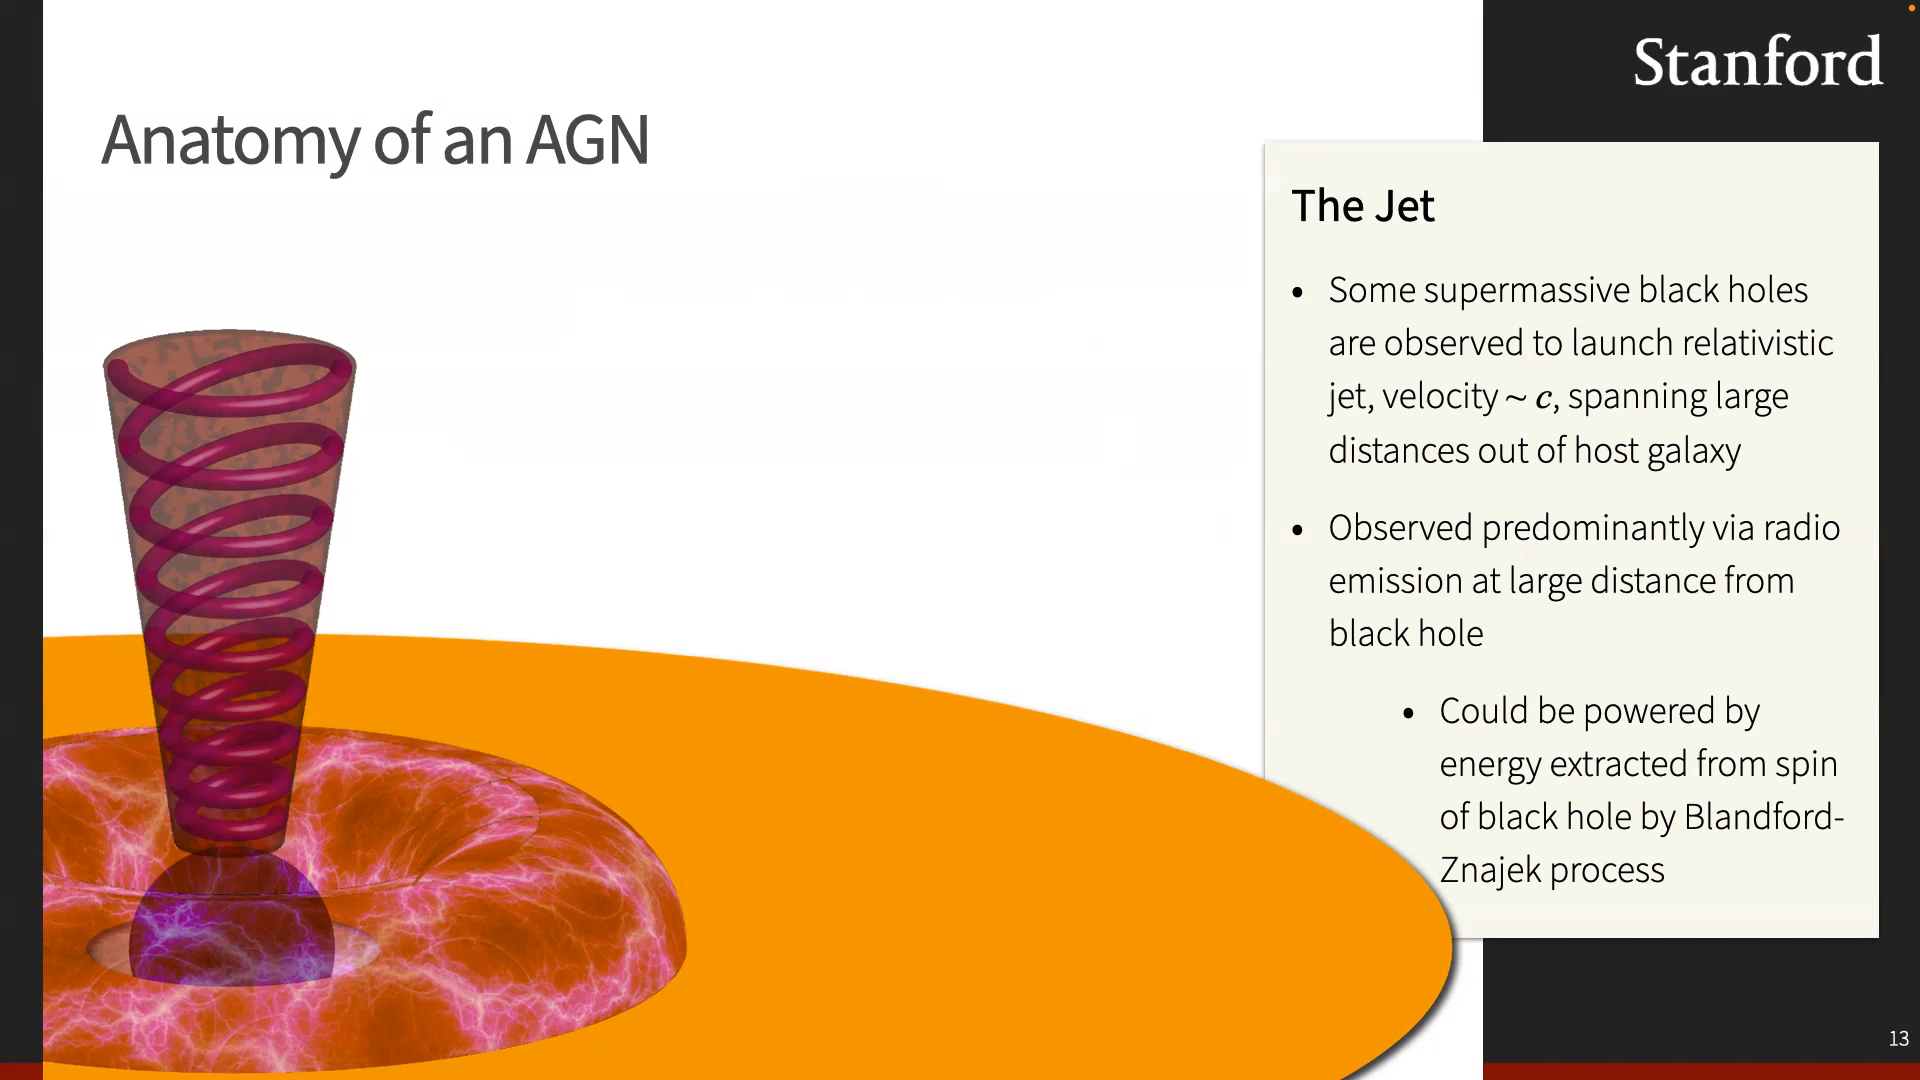 Stanford
Anatomy of an AGN
The Jet
• Some supermassive black holes
are observed to launch relativistic
jet, velocity ~ c, spanning large
distances out of host galaxy
• Observed predominantly via radio
emission at large distance from
black hole
• Could be powered by
energy extracted from spin
of black hole by Blandford-
Znajek process
13